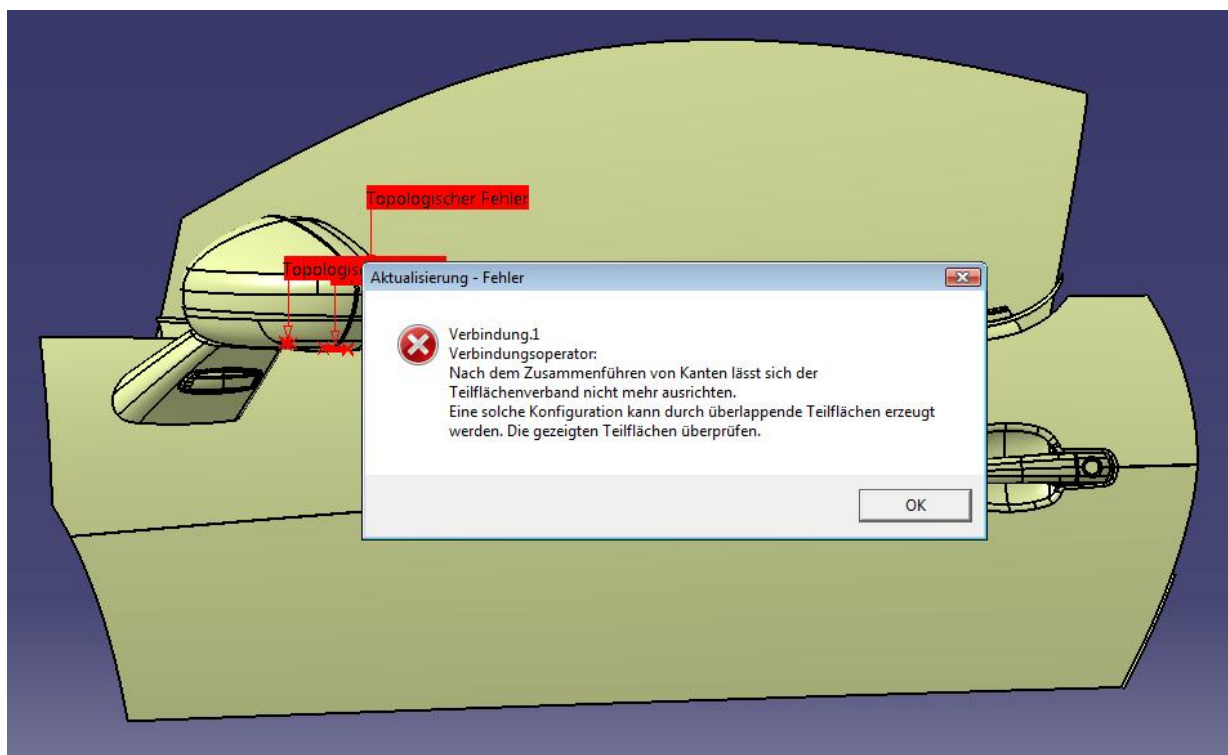 Topologischer Fehler
Aktualisierung - Fehler
Verbindung.1
Verbindungsoperator:
Nach dem Zusammenführen von Kanten lässt sich der
Teilflächenverband nicht mehr ausrichten.
Eine solche Konfiguration kann durch überlappende Teilflächen erzeugt
werden. Die gezeigten Teilflächen überprüfen.
OK